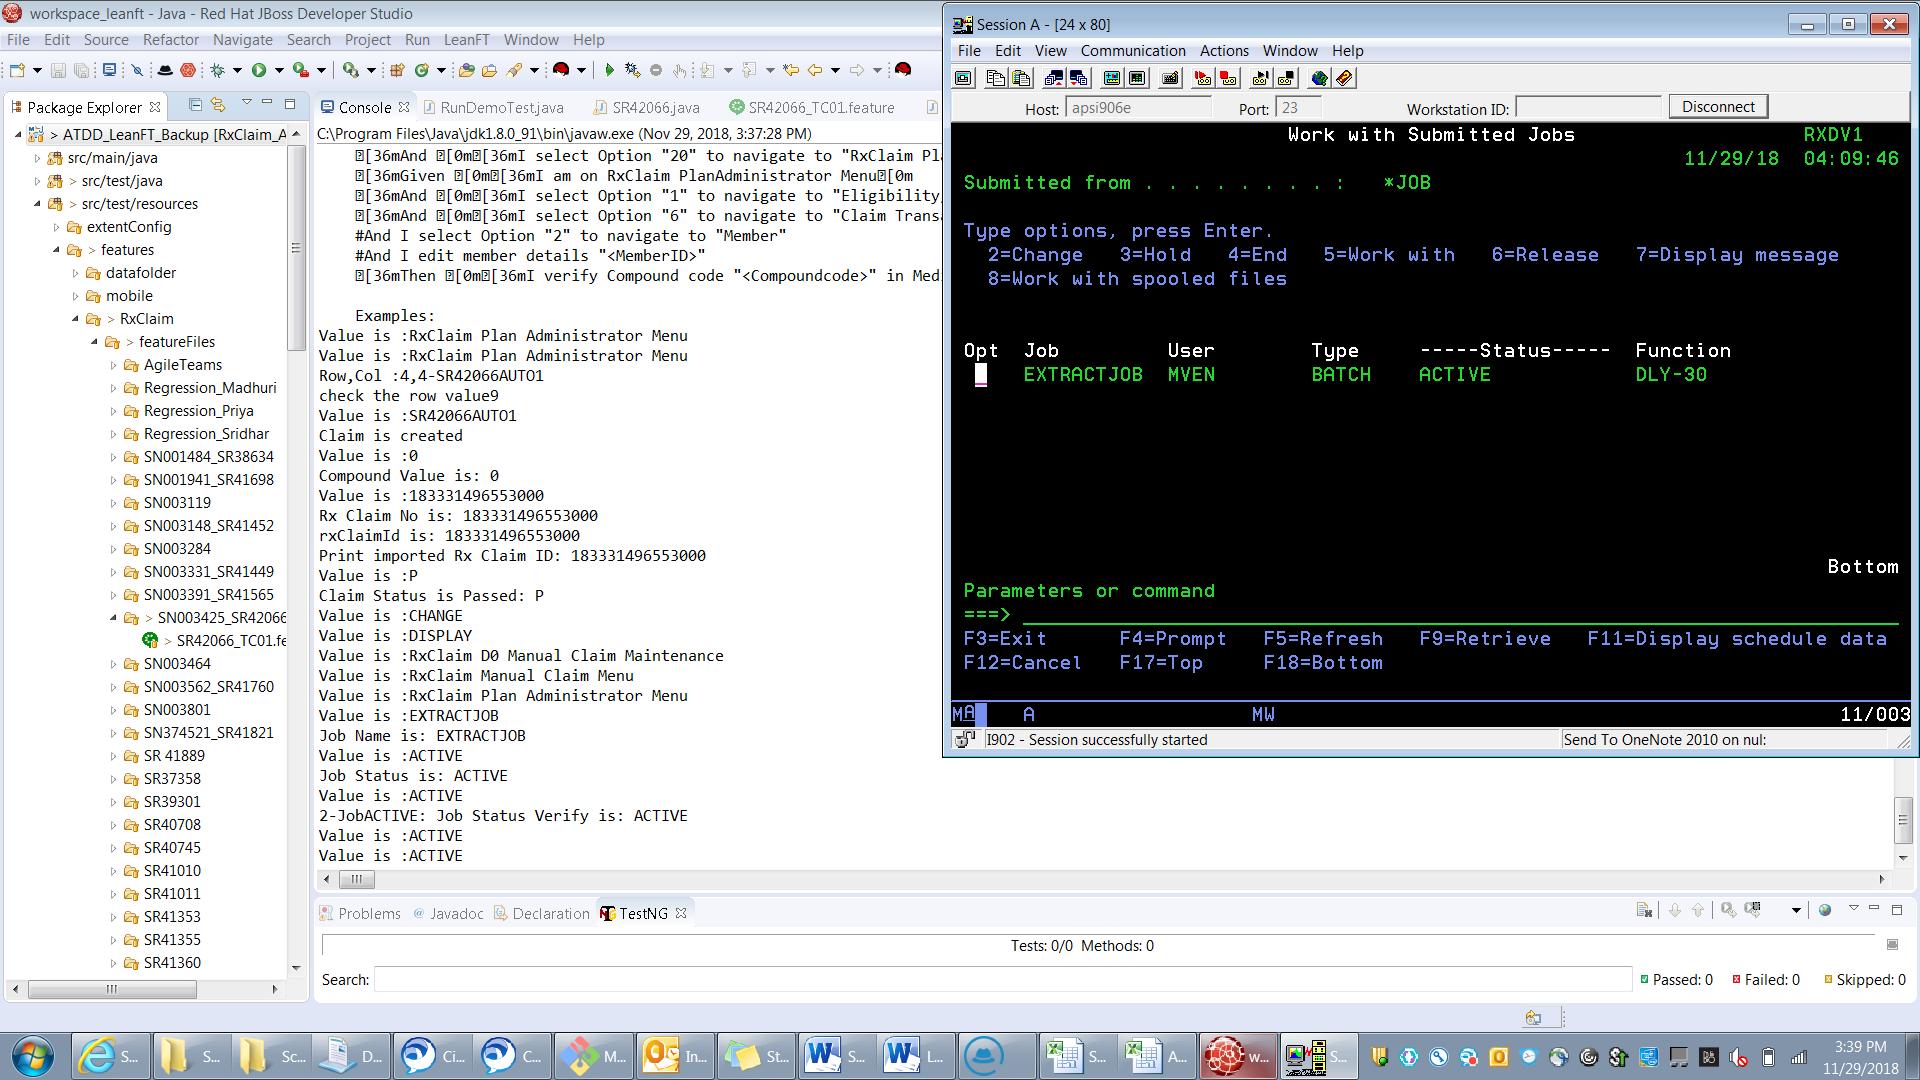 workspace_leanft - Java - Red Hat JBoss Developer Studio
File Edit Source Refactor Navigate Search Project Run LeanFT Window Help
Package Explorer
> ATDD_LeanFT_Backup [RxClaim_A
src/main/java
> src/test/java
> src/test/resources
extentConfig
> features
datafolder
mobile
> RxClaim
> featureFiles
AgileTeams
Regression_Madhuri
Regression_Priya
Regression_Sridhar
SN001484_SR38634
SN001941_SR41698
SN003119
SN003148_SR41452
SN003284
SN003331_SR41449
SN003391_SR41565
> SN003425_SR42066
> SR42066_TC01.fe
SN003464
SN003562_SR41760
SN003801
SN374521_SR41821
SR 41889
SR37358
SR39301
SR40708
SR40745
SR41010
SR41011
SR41353
SR41355
SR41360
Console RunDemoTest.java SR42066.java SR42066_TC01.feature
C:\Program Files\Java\jdk1.8.0_91\bin\javaw.exe (Nov 29, 2018, 3:37:28 PM)
[36mAnd [0m[36mI select Option "20" to navigate to "RxClaim Pl
[36mGiven [0m[36mI am on RxClaim PlanAdministrator Menu[0m
[36mAnd [0m[36mI select Option "1" to navigate to "Eligibility
[36mAnd [0m[36mI select Option "6" to navigate to "Claim Trans
#And I select Option "2" to navigate to "Member"
#And I edit member details "<MemberID>"
[36mThen [0m[36mI verify Compound code "<Compoundcode>" in Med
Examples:
Value is :RxClaim Plan Administrator Menu
Value is :RxClaim Plan Administrator Menu
Row,Col :4,4-SR42066AUTO1
check the row value9
Value is :SR42066AUTO1
Claim is created
Value is :0
Compound Value is: 0
Value is :183331496553000
Rx Claim No is: 183331496553000
rxClaimId is: 183331496553000
Print imported Rx Claim ID: 183331496553000
Value is :P
Claim Status is Passed: P
Value is :CHANGE
Value is :DISPLAY
Value is :RxClaim D0 Manual Claim Maintenance
Value is :RxClaim Manual Claim Menu
Value is :RxClaim Plan Administrator Menu
Value is :EXTRACTJOB
Job Name is: EXTRACTJOB
Value is :ACTIVE
Job Status is: ACTIVE
Value is :ACTIVE
2-JobACTIVE: Job Status Verify is: ACTIVE
Value is :ACTIVE
Value is :ACTIVE
Problems @ Javadoc Declaration TestNG
Tests: 0/0 Methods: 0
Search:
Passed: 0 Failed: 0 Skipped: 0
Session A - [24 x 80]
File Edit View Communication Actions Window Help
Host: apsi906e Port: 23 Workstation ID: Disconnect
Work with Submitted Jobs RXDV1
11/29/18 04:09:46
Submitted from . . . . . . . . : *JOB
Type options, press Enter.
2=Change 3=Hold 4=End 5=Work with 6=Release 7=Display message
8=Work with spooled files
Opt Job User Type -----Status----- Function
EXTRACTJOB MVEN BATCH ACTIVE DLY-30
Bottom
Parameters or command
===>
F3=Exit F4=Prompt F5=Refresh F9=Retrieve F11=Display schedule data
F12=Cancel F17=Top F18=Bottom
MA A MW 11/003
I902 - Session successfully started Send To OneNote 2010 on nul:
S... S... Sc... D... Ci... C... M... In... St... S... L... S... A... w... S...
3:39 PM
11/29/2018